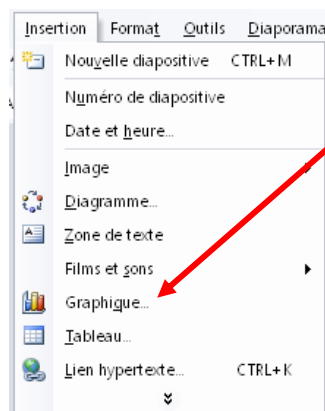 Insertion Format Outils Diaporama
Nouvelle diapositive CTRL+M
Numéro de diapositive
Date et heure...
Image
Diagramme...
Zone de texte
Films et sons
Graphique...
Tableau...
Lien hypertexte... CTRL+K